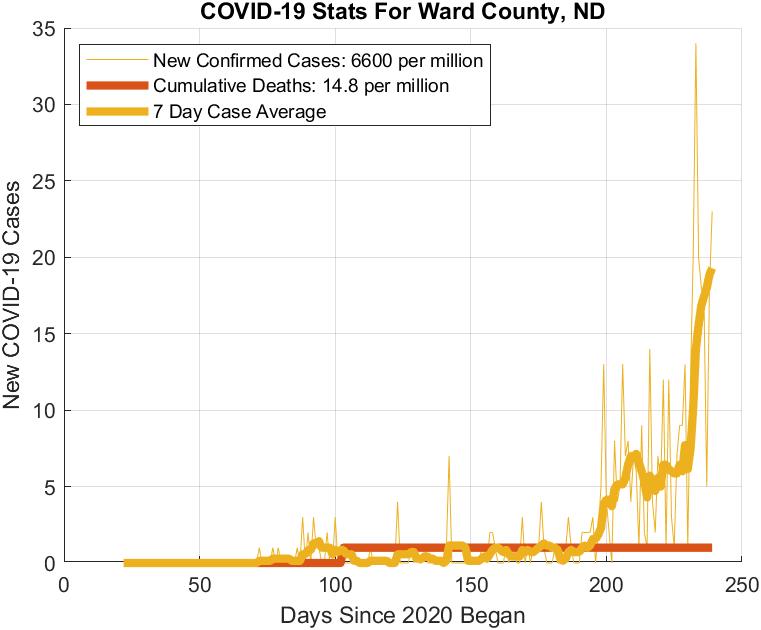 COVID-19 Stats For Ward County, ND
New Confirmed Cases: 6600 per million
Cumulative Deaths: 14.8 per million
7 Day Case Average
New COVID-19 Cases
35
30
25
20
15
10
5
0
0 50 100 150 200 250
Days Since 2020 Began